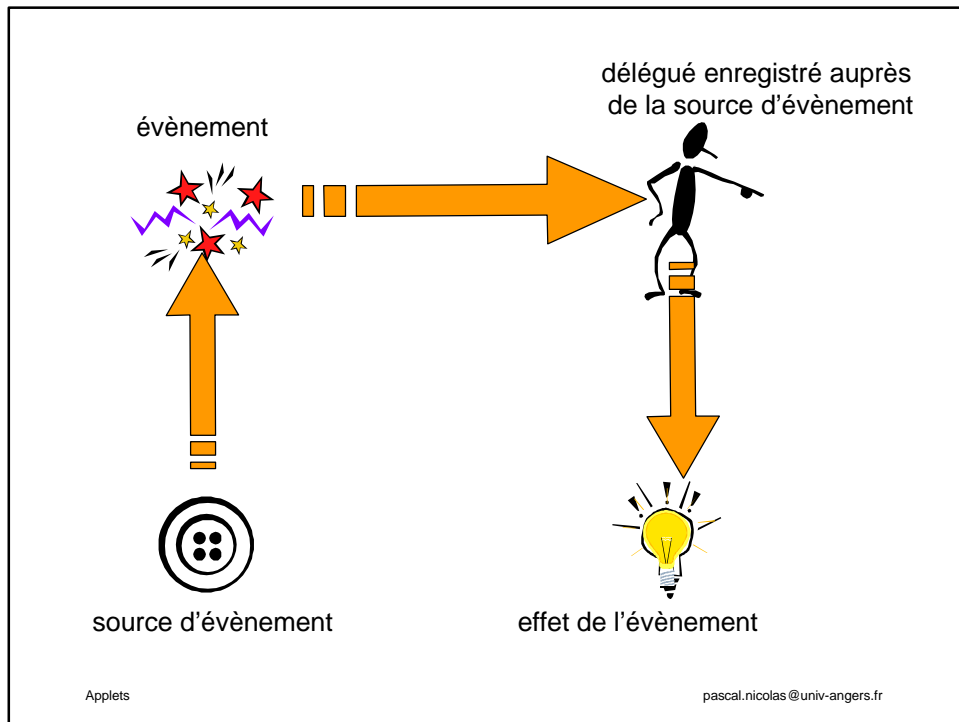 délégué enregistré auprès
de la source d’évènement
évènement
source d’évènement
effet de l’évènement
Applets
pascal.nicolas@univ-angers.fr